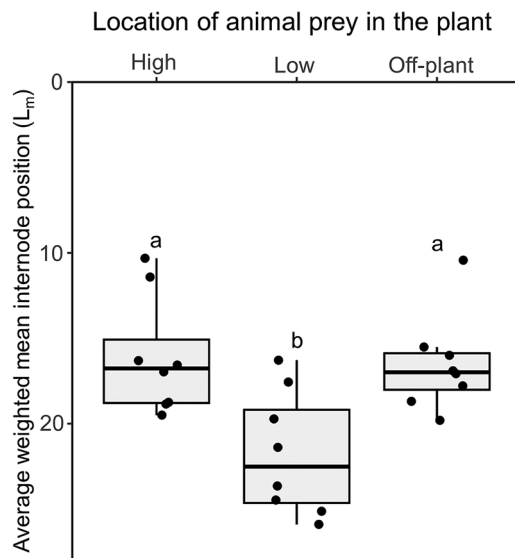 Location of animal prey in the plant
High Low Off-plant
0
10
20
Average weighted mean internode position (Lm)
a
b
a